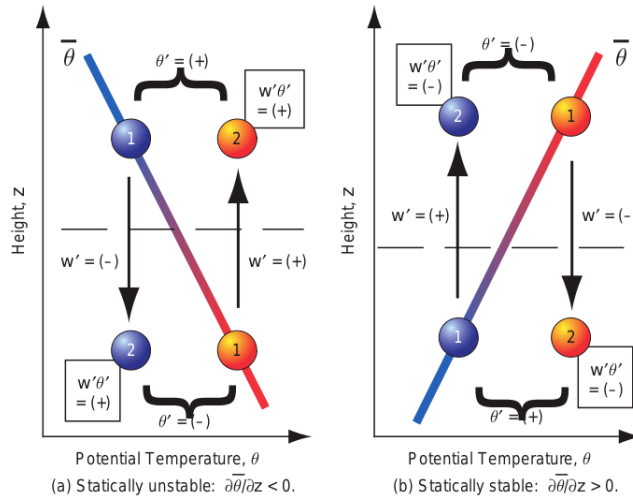 θ̅
θ′ = (+)
w′θ′
= (+)
1
2
Height, z
w′ = (–)
w′ = (+)
2
1
w′θ′
= (+)
θ′ = (–)
Potential Temperature, θ
(a) Statically unstable: ∂θ̅/∂z < 0.
θ′ = (–)
θ̅
w′θ′
= (–)
2
1
Height, z
w′ = (+)
w′ = (–
1
2
w′θ′
= (–)
θ′ = (+)
Potential Temperature, θ
(b) Statically stable: ∂θ̅/∂z > 0.